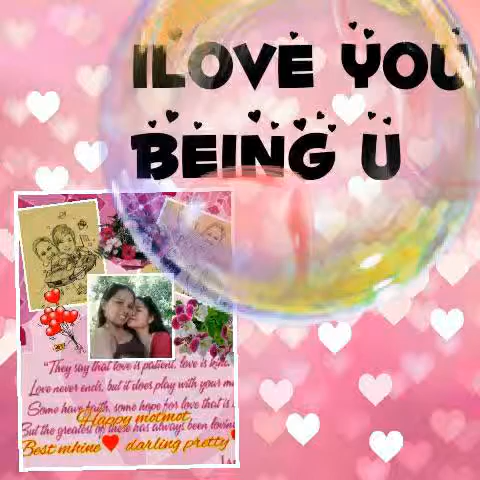 ILOVE YOU
BEING U
"They say that love is patient, love is kind.
Love never ends, but it does play with your
Some have faith, some hope for love that is
Happy motmot,
But the greatest of these has always been
Best mhine darling pretty